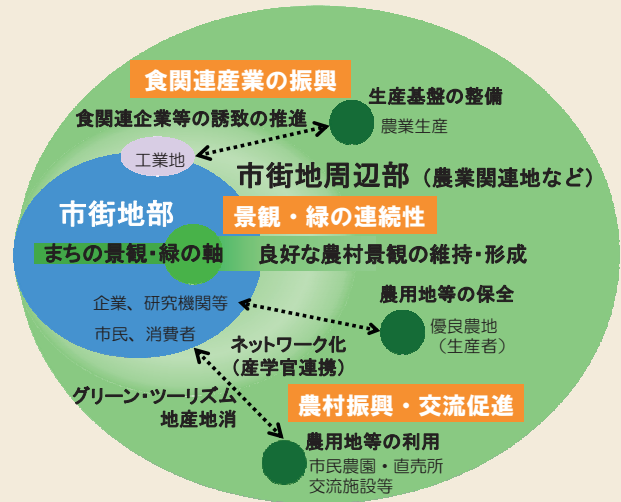 食関連産業の振興
生産基盤の整備
食関連企業等の誘致の推進
農業生産
工業地
市街地周辺部（農業関連地など）
市街地部
景観・緑の連続性
まちの景観・緑の軸
良好な農村景観の維持・形成
農用地等の保全
企業、研究機関等
優良農地
（生産者）
市民、消費者
ネットワーク化
（産学官連携）
グリーン・ツーリズム
地産地消
農村振興・交流促進
農用地等の利用
市民農園・直売所
交流施設等